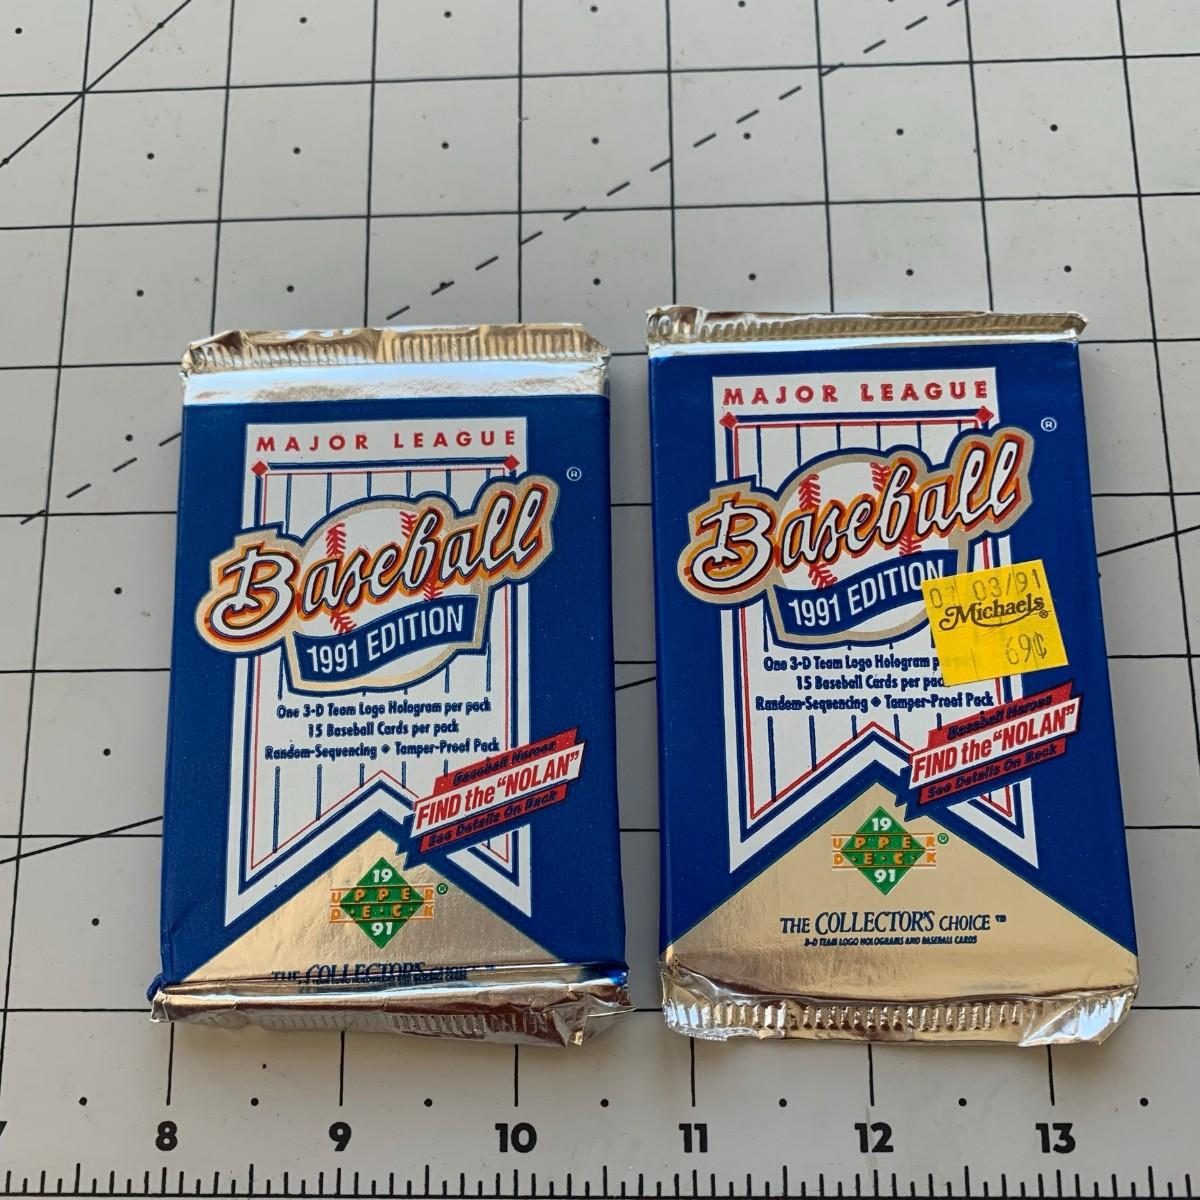 MAJOR LEAGUE
Baseball ®
1991 EDITION
One 3-D Team Logo Hologram per pack
15 Baseball Cards per pack
Random-Sequencing ◆ Tamper-Proof Pack
Baseball Heroes
FIND the "NOLAN"
See Details On Back
19
UPPER ®
DECK
91
THE COLLECTOR'S
MAJOR LEAGUE
Baseball ®
1991 EDITION
03/91
Michaels®
69¢
One 3-D Team Logo Hologram p
15 Baseball Cards per pac
Random-Sequencing ◆ Tamper-Proof Pack
Baseball Heroes
FIND the "NOLAN"
See Details On Back
19
UPPER ®
DECK
91
THE COLLECTOR'S CHOICE ™
3-D TEAM LOGO HOLOGRAMS AND BASEBALL CARDS
8 9 10 11 12 13